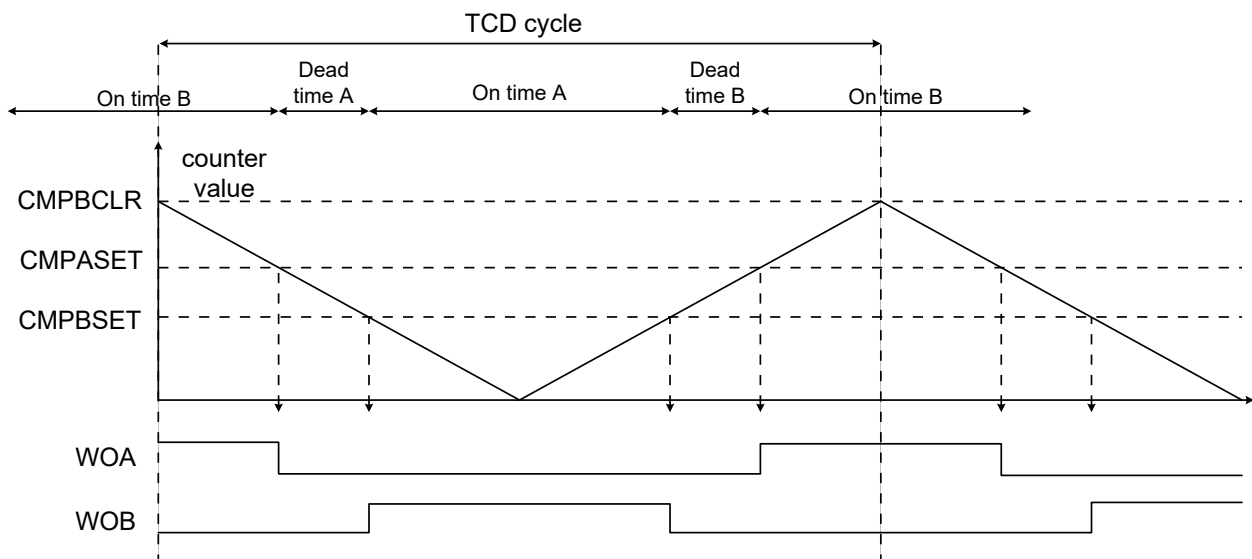 TCD cycle
On time B
Dead
time A
On time A
Dead
time B
On time B
counter
value
CMPBCLR
CMPASET
CMPBSET
WOA
WOB